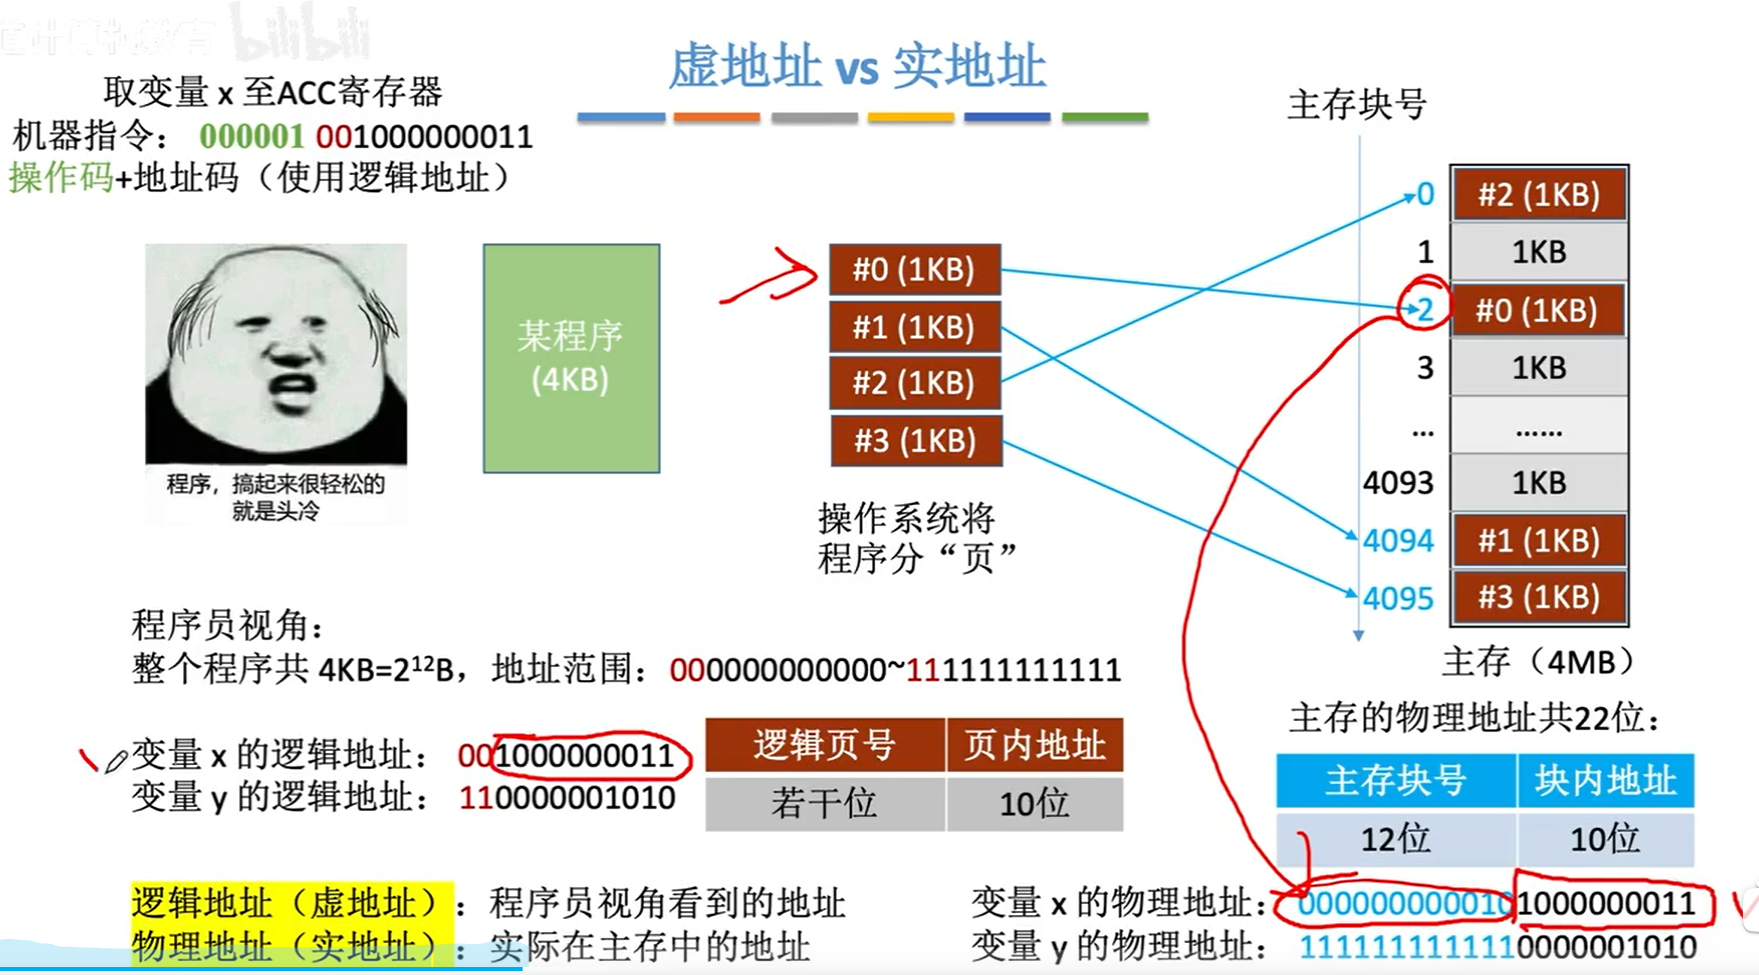 道计算机教育 bilibili
虚地址 vs 实地址
取变量 x 至ACC寄存器
机器指令： 000001 001000000011
操作码+地址码（使用逻辑地址）
程序，搞起来很轻松的
就是头冷
某程序
(4KB)
#0 (1KB)
#1 (1KB)
#2 (1KB)
#3 (1KB)
操作系统将
程序分“页”
主存块号
0 #2 (1KB)
1 1KB
2 #0 (1KB)
3 1KB
... ......
4093 1KB
4094 #1 (1KB)
4095 #3 (1KB)
主存（4MB）
程序员视角：
整个程序共 4KB=2¹²B，地址范围：000000000000~111111111111
变量 x 的逻辑地址： 001000000011
变量 y 的逻辑地址： 110000001010
逻辑页号 页内地址
若干位 10位
主存的物理地址共22位：
主存块号 块内地址
12位 10位
逻辑地址（虚地址）：程序员视角看到的地址
物理地址（实地址）：实际在主存中的地址
变量 x 的物理地址：0000000000101000000011
变量 y 的物理地址：1111111111110000001010